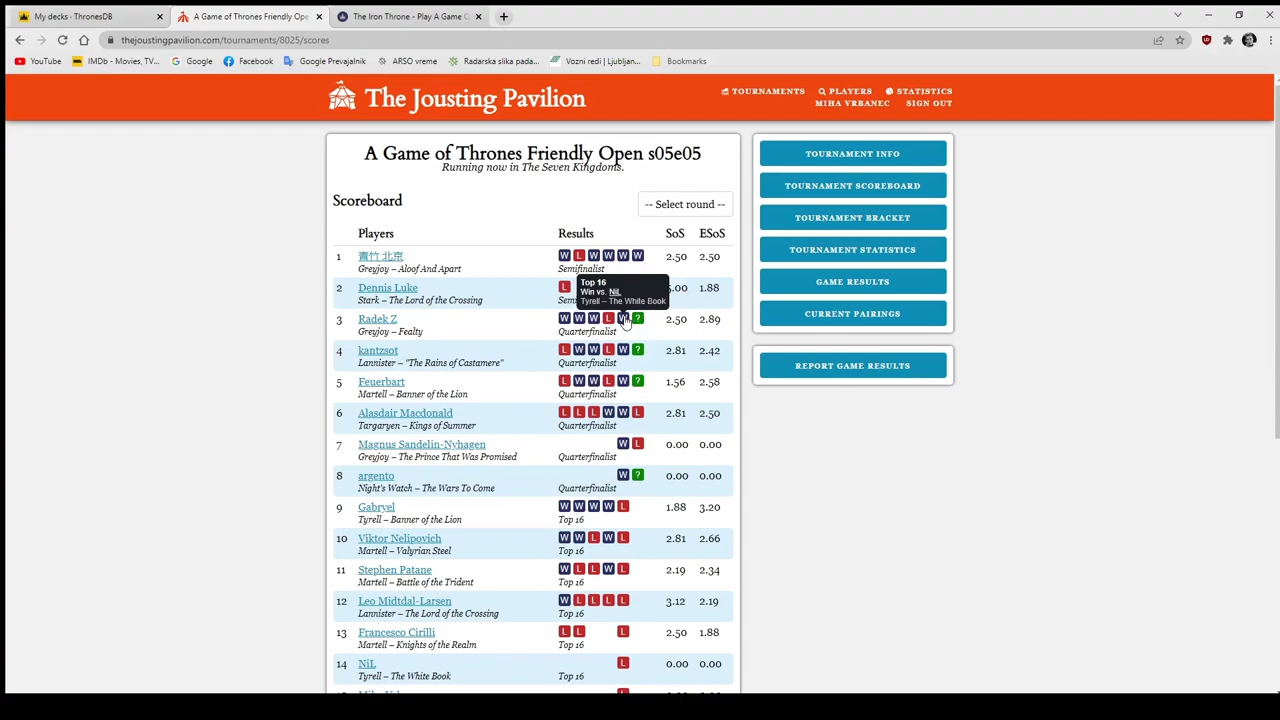 My decks · ThronesDB
A Game of Thrones Friendly Ope
The Iron Throne - Play A Game O
thejoustingpavilion.com/tournaments/8025/scores
YouTube
IMDb - Movies, TV...
Google
Facebook
Google Prevajalnik
ARSO vreme
Radarska slika pada...
Vozni redi | Ljubljan...
Bookmarks
The Jousting Pavilion
TOURNAMENTS
PLAYERS
STATISTICS
MIHA VRBANEC
SIGN OUT
A Game of Thrones Friendly Open s05e05
Running now in The Seven Kingdoms.
Scoreboard
-- Select round --
Players Results SoS ESoS
1 青竹 北京 W L W W W W 2.50 2.50
Greyjoy – Aloof And Apart Semifinalist
Top 16
Win vs. NiL
Tyrell – The White Book
2 Dennis Luke L 1.88
Stark – The Lord of the Crossing
3 Radek Z W W W L W ? 2.50 2.89
Greyjoy – Fealty Quarterfinalist
4 kantzsot L W W L W ? 2.81 2.42
Lannister – "The Rains of Castamere" Quarterfinalist
5 Feuerbart L W W L W ? 1.56 2.58
Martell – Banner of the Lion Quarterfinalist
6 Alasdair Macdonald L L L W W L 2.81 2.50
Targaryen – Kings of Summer Quarterfinalist
7 Magnus Sandelin-Nyhagen W L 0.00 0.00
Greyjoy – The Prince That Was Promised Quarterfinalist
8 argento W ? 0.00 0.00
Night's Watch – The Wars To Come Quarterfinalist
9 Gabryel W W W W L 1.88 3.20
Tyrell – Banner of the Lion Top 16
10 Viktor Nelipovich W W L W L 2.81 2.66
Martell – Valyrian Steel Top 16
11 Stephen Patane W L L W L 2.19 2.34
Martell – Battle of the Trident Top 16
12 Leo Midtdal-Larsen W L L L L 3.12 2.19
Lannister – The Lord of the Crossing Top 16
13 Francesco Cirilli L L L 2.50 1.88
Martell – Knights of the Realm Top 16
14 NiL L 0.00 0.00
Tyrell – The White Book Top 16
TOURNAMENT INFO
TOURNAMENT SCOREBOARD
TOURNAMENT BRACKET
TOURNAMENT STATISTICS
GAME RESULTS
CURRENT PAIRINGS
REPORT GAME RESULTS